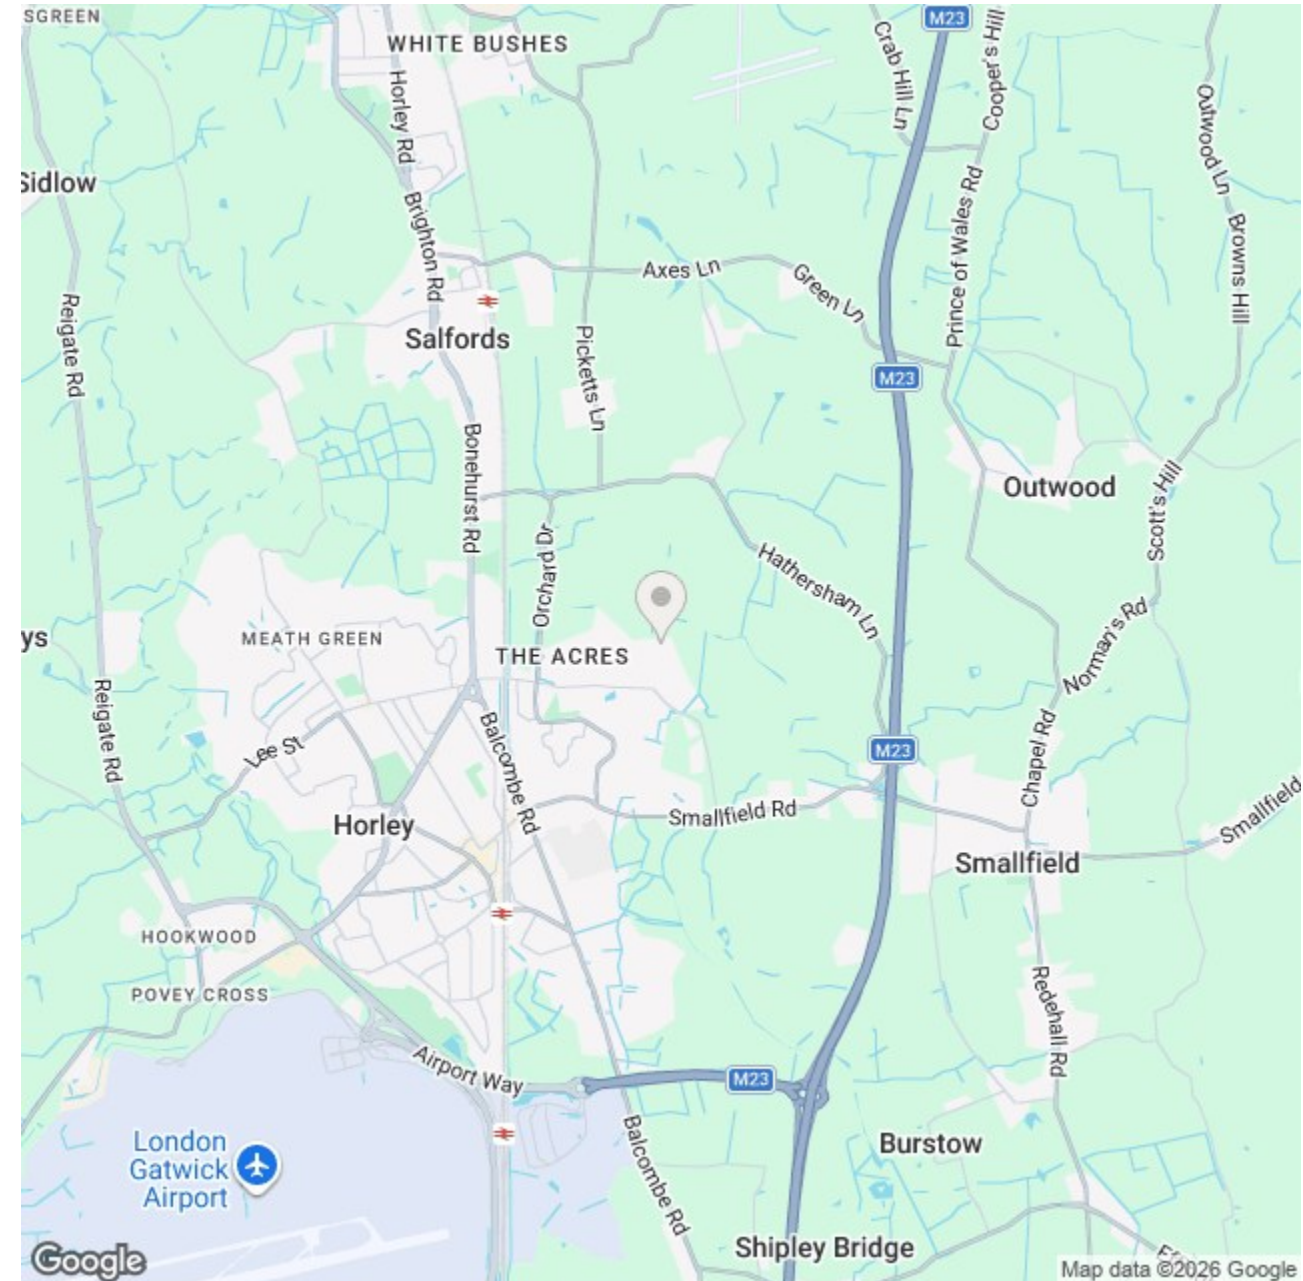 SGREEN
WHITE BUSHES
M23
Crab Hill Ln
Cooper's Hill
Outwood Ln
Horley Rd
Sidlow
Brighton Rd
Prince of Wales Rd
Browns Hill
Axes Ln
Green Ln
Reigate Rd
Salfords
Picketts Ln
M23
Bonehurst Rd
Outwood
Scott's Hill
Orchard Dr
Hathersham Ln
Norman's Rd
ys
MEATH GREEN
THE ACRES
Reigate Rd
Lee St
Balcombe Rd
M23
Chapel Rd
Smallfield
Smallfield Rd
Horley
Smallfield
HOOKWOOD
POVEY CROSS
Redehall Rd
Airport Way
M23
London
Gatwick
Airport
Balcombe Rd
Burstow
Shipley Bridge
Google
Map data ©2026 Google